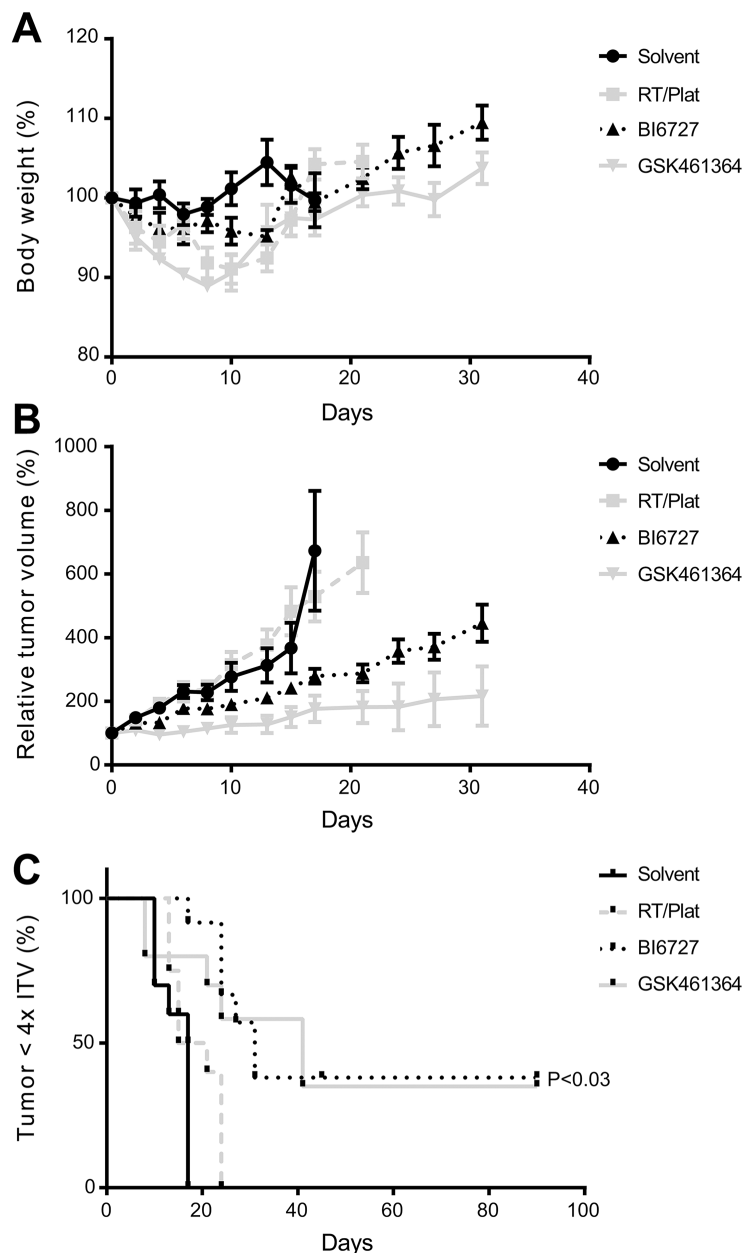 A
120
110
100
90
80
Body weight (%)
0
10
20
30
40
Days
Solvent
RT/Plat
BI6727
GSK461364
B
1000
800
600
400
200
0
Relative tumor volume (%)
0
10
20
30
40
Days
Solvent
RT/Plat
BI6727
GSK461364
C
100
50
0
Tumor < 4x ITV (%)
0
20
40
60
80
100
Days
P<0.03
Solvent
RT/Plat
BI6727
GSK461364